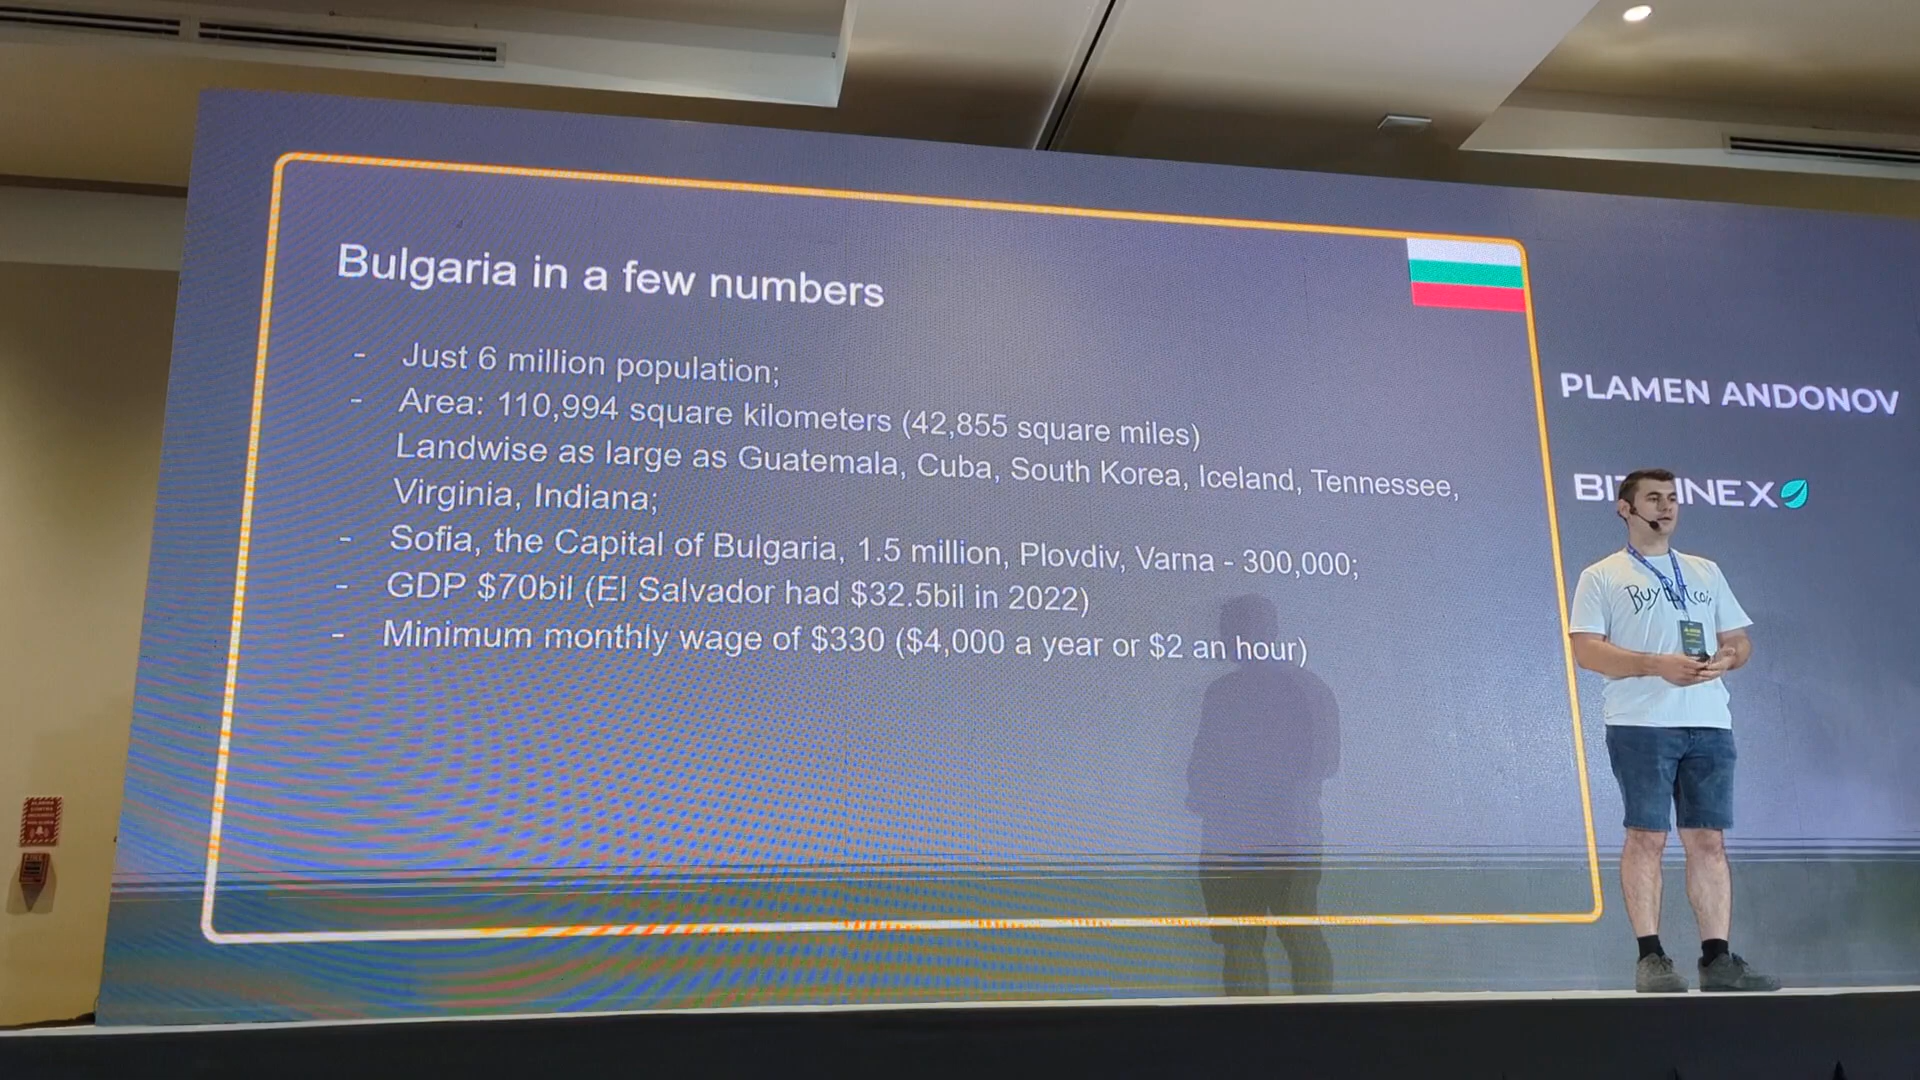 Bulgaria in a few numbers
- Just 6 million population;
- Area: 110,994 square kilometers (42,855 square miles)
Landwise as large as Guatemala, Cuba, South Korea, Iceland, Tennessee,
Virginia, Indiana;
- Sofia, the Capital of Bulgaria, 1.5 million, Plovdiv, Varna - 300,000;
- GDP $70bil (El Salvador had $32.5bil in 2022)
- Minimum monthly wage of $330 ($4,000 a year or $2 an hour)
PLAMEN ANDONOV
Buy Bitcoin